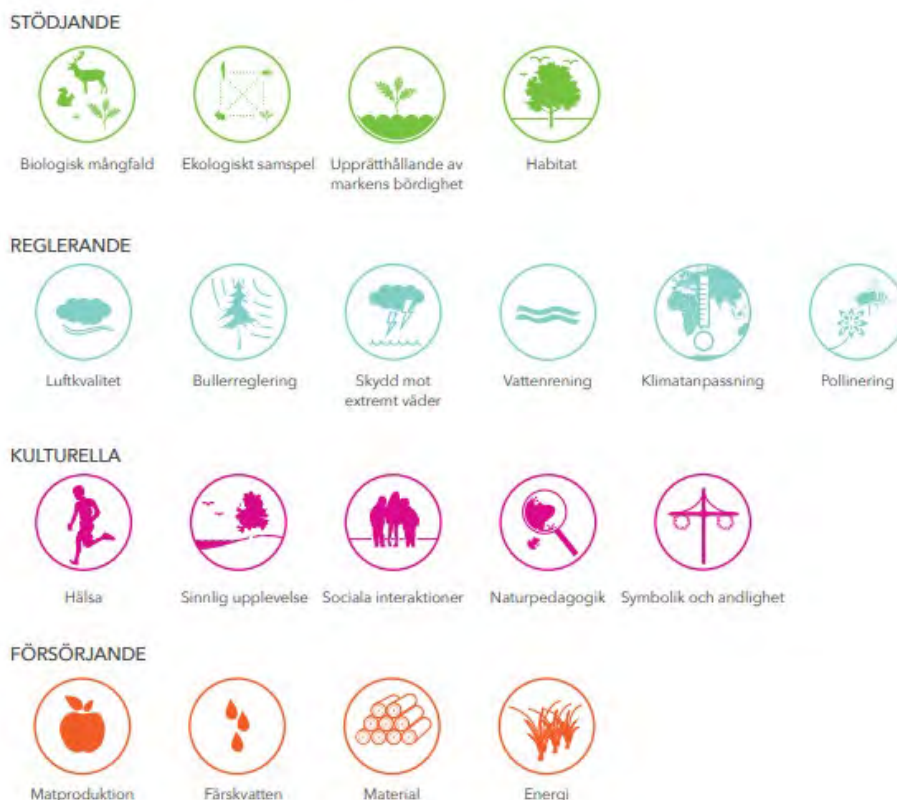 STÖDJANDE
Biologisk mångfald
Ekologiskt samspel
Upprätthållande av
markens bördighet
Habitat
REGLERANDE
Luftkvalitet
Bullerreglering
Skydd mot
extremt väder
Vattenrening
Klimatanpassning
Pollinering
KULTURELLA
Hälsa
Sinnlig upplevelse
Sociala interaktioner
Naturpedagogik
Symbolik och andlighet
FÖRSÖRJANDE
Matproduktion
Färskvatten
Material
Energi